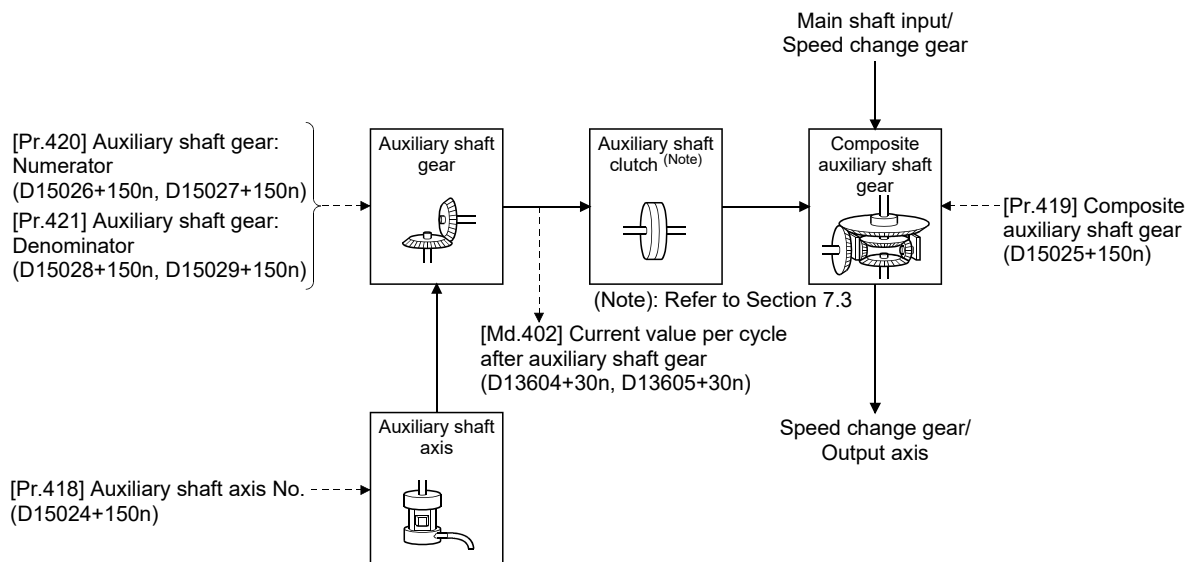 Main shaft input/
Speed change gear
[Pr.420] Auxiliary shaft gear:
Numerator
(D15026+150n, D15027+150n)
[Pr.421] Auxiliary shaft gear:
Denominator
(D15028+150n, D15029+150n)
Auxiliary shaft
gear
Auxiliary shaft
clutch (Note)
Composite
auxiliary shaft
gear
[Pr.419] Composite
auxiliary shaft gear
(D15025+150n)
(Note): Refer to Section 7.3
[Md.402] Current value per cycle
after auxiliary shaft gear
(D13604+30n, D13605+30n)
Auxiliary shaft
axis
Speed change gear/
Output axis
[Pr.418] Auxiliary shaft axis No.
(D15024+150n)